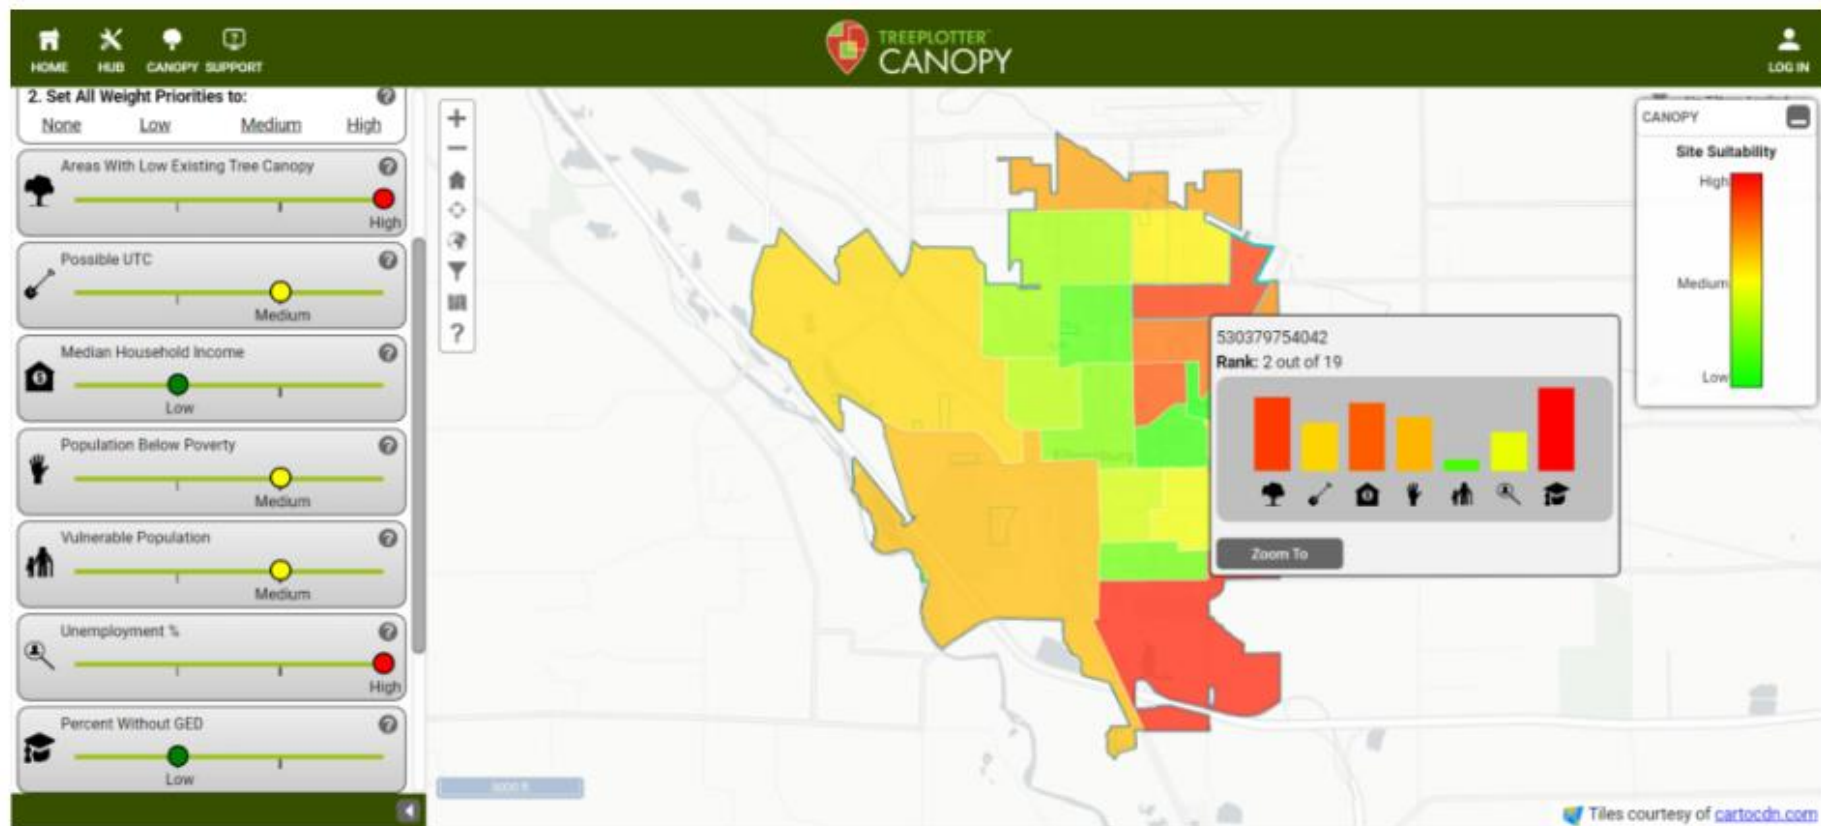 HOME HUB CANOPY SUPPORT
TREEPLOTTER™
CANOPY
LOG IN
2. Set All Weight Priorities to:
None Low Medium High
Areas With Low Existing Tree Canopy
High
Possible UTC
Medium
Median Household Income
Low
Population Below Poverty
Medium
Vulnerable Population
Medium
Unemployment %
High
Percent Without GED
Low
530379754042
Rank: 2 out of 19
Zoom To
CANOPY
Site Suitability
High
Medium
Low
Tiles courtesy of cartocdn.com